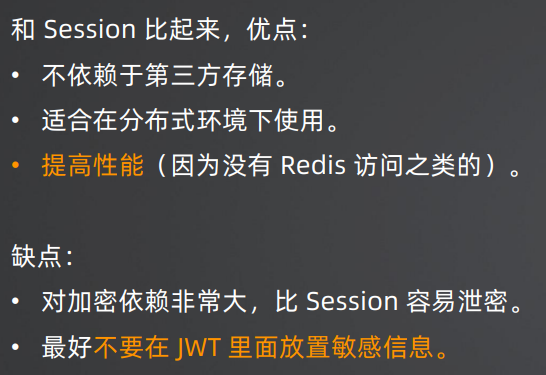 和 Session 比起来，优点：
• 不依赖于第三方存储。
• 适合在分布式环境下使用。
• 提高性能（因为没有 Redis 访问之类的）。
缺点：
• 对加密依赖非常大，比 Session 容易泄密。
• 最好不要在 JWT 里面放置敏感信息。